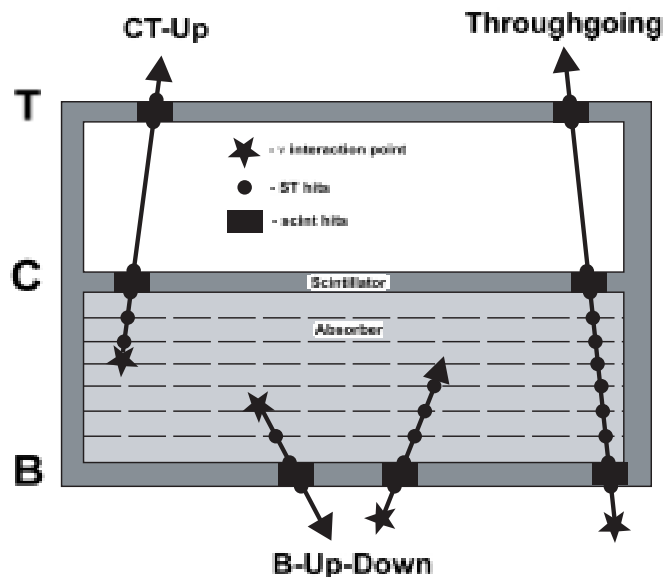 CT-Up
Throughgoing
T
- ν interaction point
- ST hits
- scint hits
C
Scintillator
Absorber
B
B-Up-Down